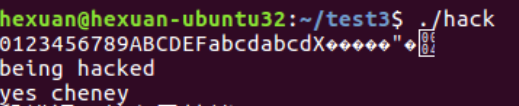 hexuan@hexuan-ubuntu32:~/test3$ ./hack
0123456789ABCDEFabcdabcdX�����"�
being hacked
yes cheney